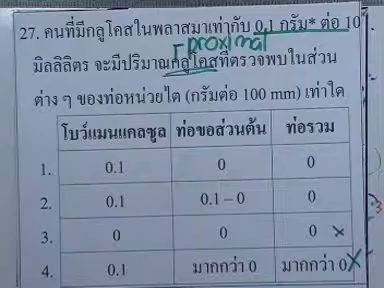 27. คนที่มีกลูโคสในพลาสมาเท่ากับ 0.1 กรัม* ต่อ 10
proximal
มิลลิลิตร จะมีปริมาณกลูโคสที่ตรวจพบในส่วน
ต่าง ๆ ของท่อหน่วยไต (กรัมต่อ 100 mm) เท่าใด
โบว์แมนแคลซูล ท่อขอส่วนต้น ท่อรวม
1. 0.1 0 0
2. 0.1 0.1 – 0 0
3. 0 0 0 ×
4. 0.1 มากกว่า 0 มากกว่า 0 ×